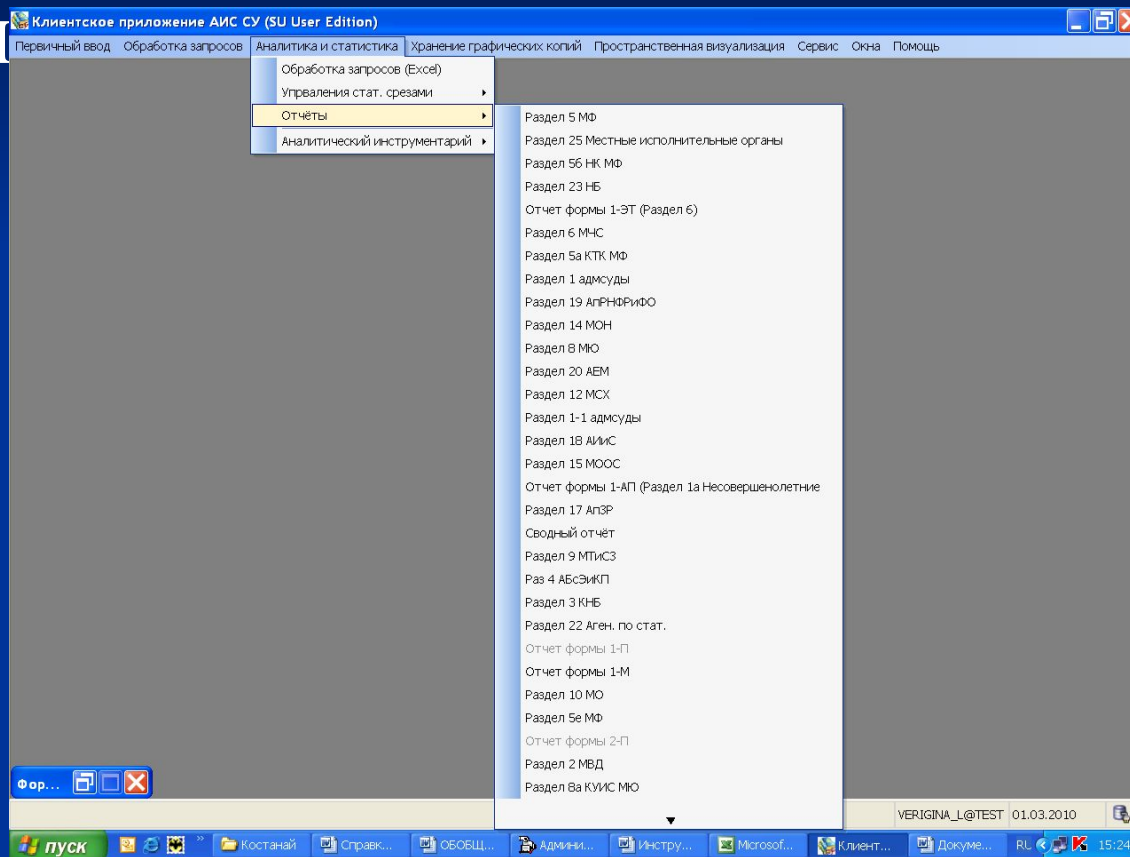 Клиентское приложение АИС СУ (SU User Edition)
Первичный ввод Обработка запросов Аналитика и статистика Хранение графических копий Пространственная визуализация Сервис Окна Помощь
Обработка запросов (Excel)
Упрваления стат. срезами
Отчёты
Аналитический инструментарий
Раздел 5 МФ
Раздел 25 Местные исполнительные органы
Раздел 5б НК МФ
Раздел 23 НБ
Отчет формы 1-ЭТ (Раздел 6)
Раздел 6 МЧС
Раздел 5а КТК МФ
Раздел 1 адмсуды
Раздел 19 АпРНФРиФО
Раздел 14 МОН
Раздел 8 МЮ
Раздел 20 АЕМ
Раздел 12 МСХ
Раздел 1-1 адмсуды
Раздел 18 АИиС
Раздел 15 МООС
Отчет формы 1-АП (Раздел 1а Несовершенолетние
Раздел 17 АпЗР
Сводный отчёт
Раздел 9 МТиСЗ
Раз 4 АБсЭиКП
Раздел 3 КНБ
Раздел 22 Аген. по стат.
Отчет формы 1-П
Отчет формы 1-М
Раздел 10 МО
Раздел 5е МФ
Отчет формы 2-П
Раздел 2 МВД
Раздел 8а КУИС МЮ
Фор...
VERIGINA_L@TEST 01.03.2010
пуск » Костанай Справк... ОБОБЩ... Админи... Инстру... Microsof... Клиент... Докуме... RU 15:24